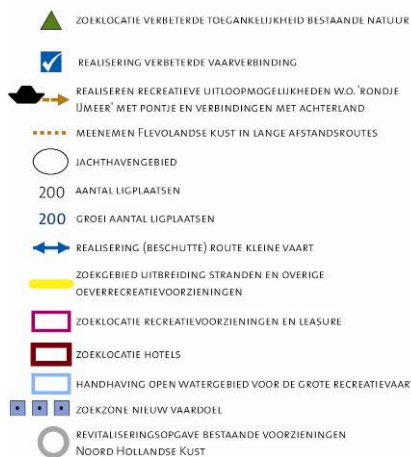 ZOEKLOCATIE VERBETERDE TOEGANKELIJKHEID BESTAANDE NATUUR
REALISERING VERBETERDE VAARVERBINDING
REALISEREN RECREATIEVE UITLOOPMOGELIJKHEDEN W.O. 'RONDJE
IJMEER' MET PONTJE EN VERBINDINGEN MET ACHTERLAND
MEENEMEN FLEVOLANDSE KUST IN LANGE AFSTANDSROUTES
JACHTHAVENGEBIED
200 AANTAL LIGPLAATSEN
200 GROEI AANTAL LIGPLAATSEN
REALISING (BESCHUTTE) ROUTE KLEINE VAART
ZOEKGEBIED UITBREIDING STRANDEN EN OVERIGE
OEVERRECREATIEVOORZIENINGEN
ZOEKLOCATIE RECREATIEVOORZIENINGEN EN LEASURE
ZOEKLOCATIE HOTELS
HANDHAVING OPEN WATERGEBIED VOOR DE GROTE RECREATIEVAAR
ZOEKZONE NIEUW VAARDOEL
REVITALISERINGSOPGAVE BESTAANDE VOORZIENINGEN
NOORD HOLLANDSE KUST